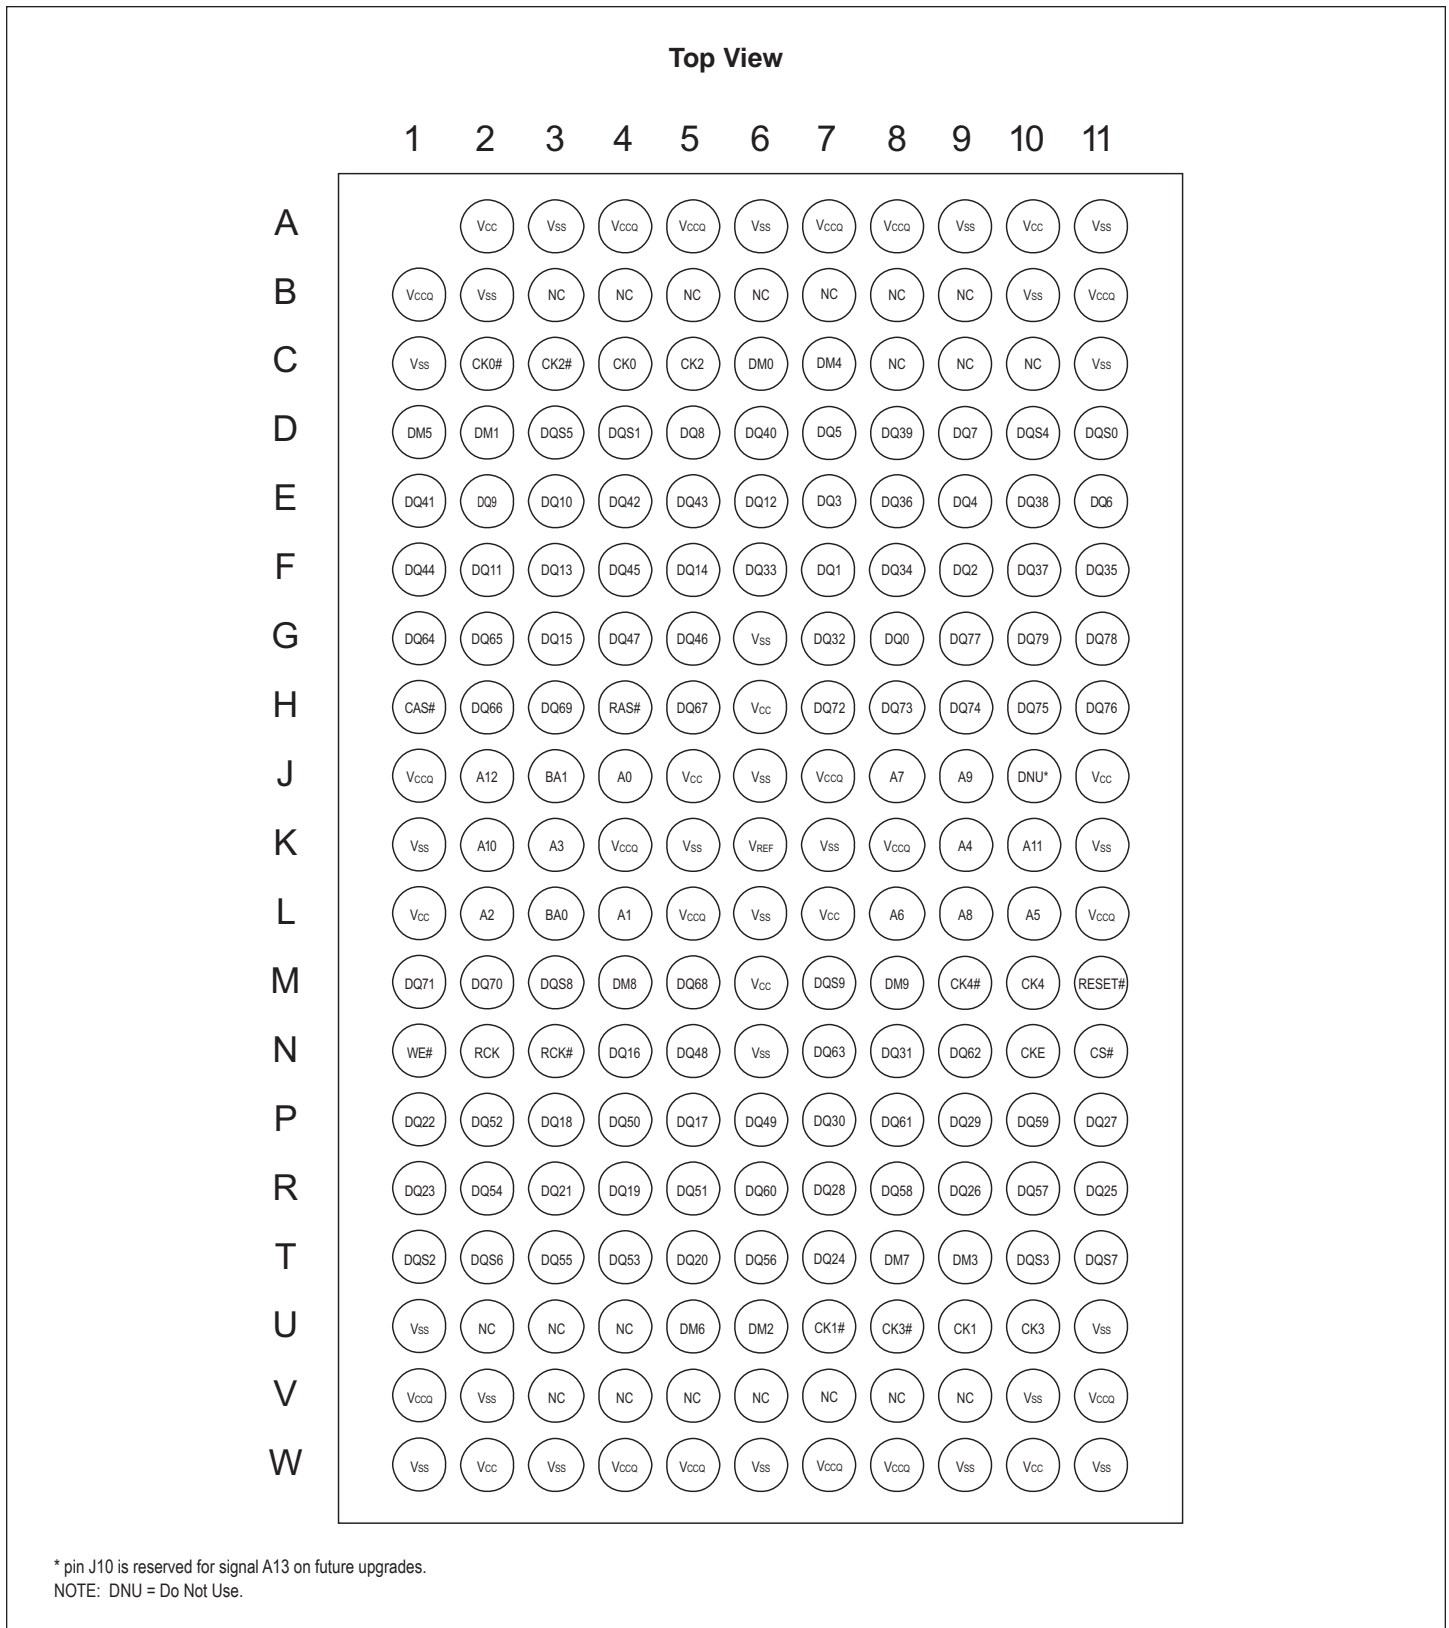 Top View
1 2 3 4 5 6 7 8 9 10 11
A Vcc Vss VccQ VccQ Vss VccQ VccQ Vss Vcc Vss
B VccQ Vss NC NC NC NC NC NC NC Vss VccQ
C Vss CK0# CK2# CK0 CK2 DM0 DM4 NC NC NC Vss
D DM5 DM1 DQS5 DQS1 DQ8 DQ40 DQ5 DQ39 DQ7 DQS4 DQS0
E DQ41 DQ9 DQ10 DQ42 DQ43 DQ12 DQ3 DQ36 DQ4 DQ38 DQ6
F DQ44 DQ11 DQ13 DQ45 DQ14 DQ33 DQ1 DQ34 DQ2 DQ37 DQ35
G DQ64 DQ65 DQ15 DQ47 DQ46 Vss DQ32 DQ0 DQ77 DQ79 DQ78
H CAS# DQ66 DQ69 RAS# DQ67 Vcc DQ72 DQ73 DQ74 DQ75 DQ76
J VccQ A12 BA1 A0 Vcc Vss VccQ A7 A9 DNU* Vcc
K Vss A10 A3 VccQ Vss VREF Vss VccQ A4 A11 Vss
L Vcc A2 BA0 A1 VccQ Vss Vcc A6 A8 A5 VccQ
M DQ71 DQ70 DQS8 DM8 DQ68 Vcc DQS9 DM9 CK4# CK4 RESET#
N WE# RCK RCK# DQ16 DQ48 Vss DQ63 DQ31 DQ62 CKE CS#
P DQ22 DQ52 DQ18 DQ50 DQ17 DQ49 DQ30 DQ61 DQ29 DQ59 DQ27
R DQ23 DQ54 DQ21 DQ19 DQ51 DQ60 DQ28 DQ58 DQ26 DQ57 DQ25
T DQS2 DQS6 DQ55 DQ53 DQ20 DQ56 DQ24 DM7 DM3 DQS3 DQS7
U Vss NC NC NC DM6 DM2 CK1# CK3# CK1 CK3 Vss
V VccQ Vss NC NC NC NC NC NC NC Vss VccQ
W Vss Vcc Vss VccQ VccQ Vss VccQ VccQ Vss Vcc Vss
* pin J10 is reserved for signal A13 on future upgrades.
NOTE: DNU = Do Not Use.